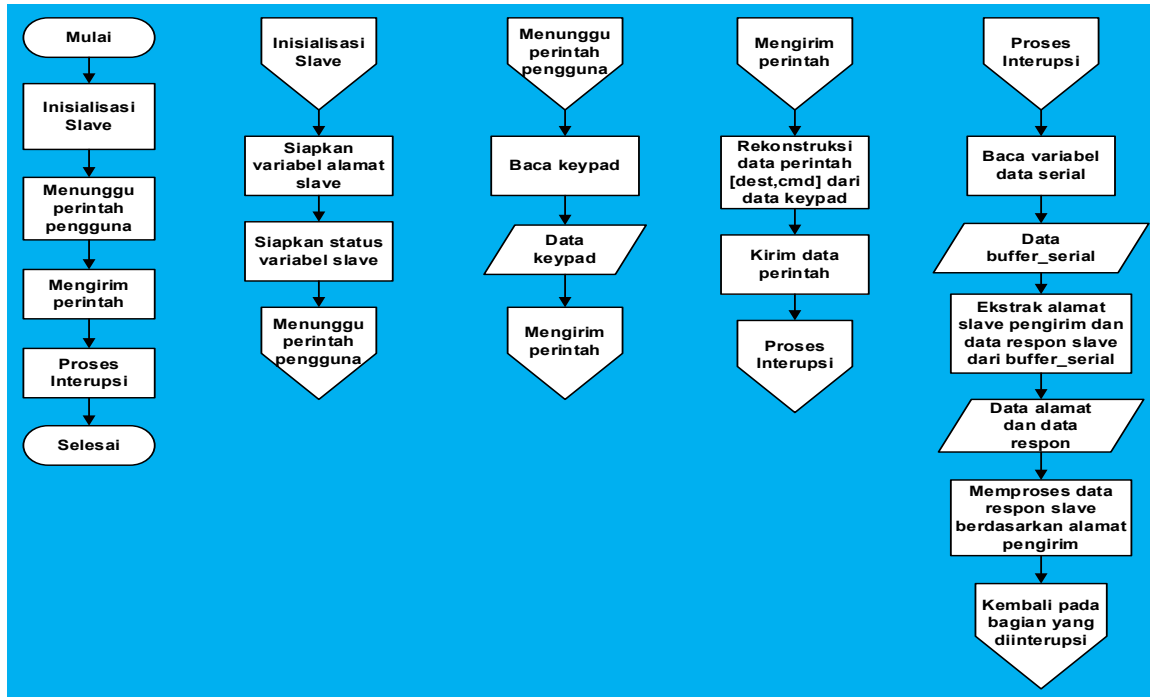 Mulai
Inisialisasi
Slave
Menunggu
perintah
pengguna
Mengirim
perintah
Proses
Interupsi
Selesai
Inisialisasi
Slave
Siapkan
variabel alamat
slave
Siapkan status
variabel slave
Menunggu
perintah
pengguna
Menunggu
perintah
pengguna
Baca keypad
Data
keypad
Mengirim
perintah
Mengirim
perintah
Rekonstruksi
data perintah
[dest,cmd] dari
data keypad
Kirim data
perintah
Proses
Interupsi
Proses
Interupsi
Baca variabel
data serial
Data
buffer_serial
Ekstrak alamat
slave pengirim dan
data respon slave
dari buffer_serial
Data alamat
dan data
respon
Memproses data
respon slave
berdasarkan alamat
pengirim
Kembali pada
bagian yang
diinterupsi